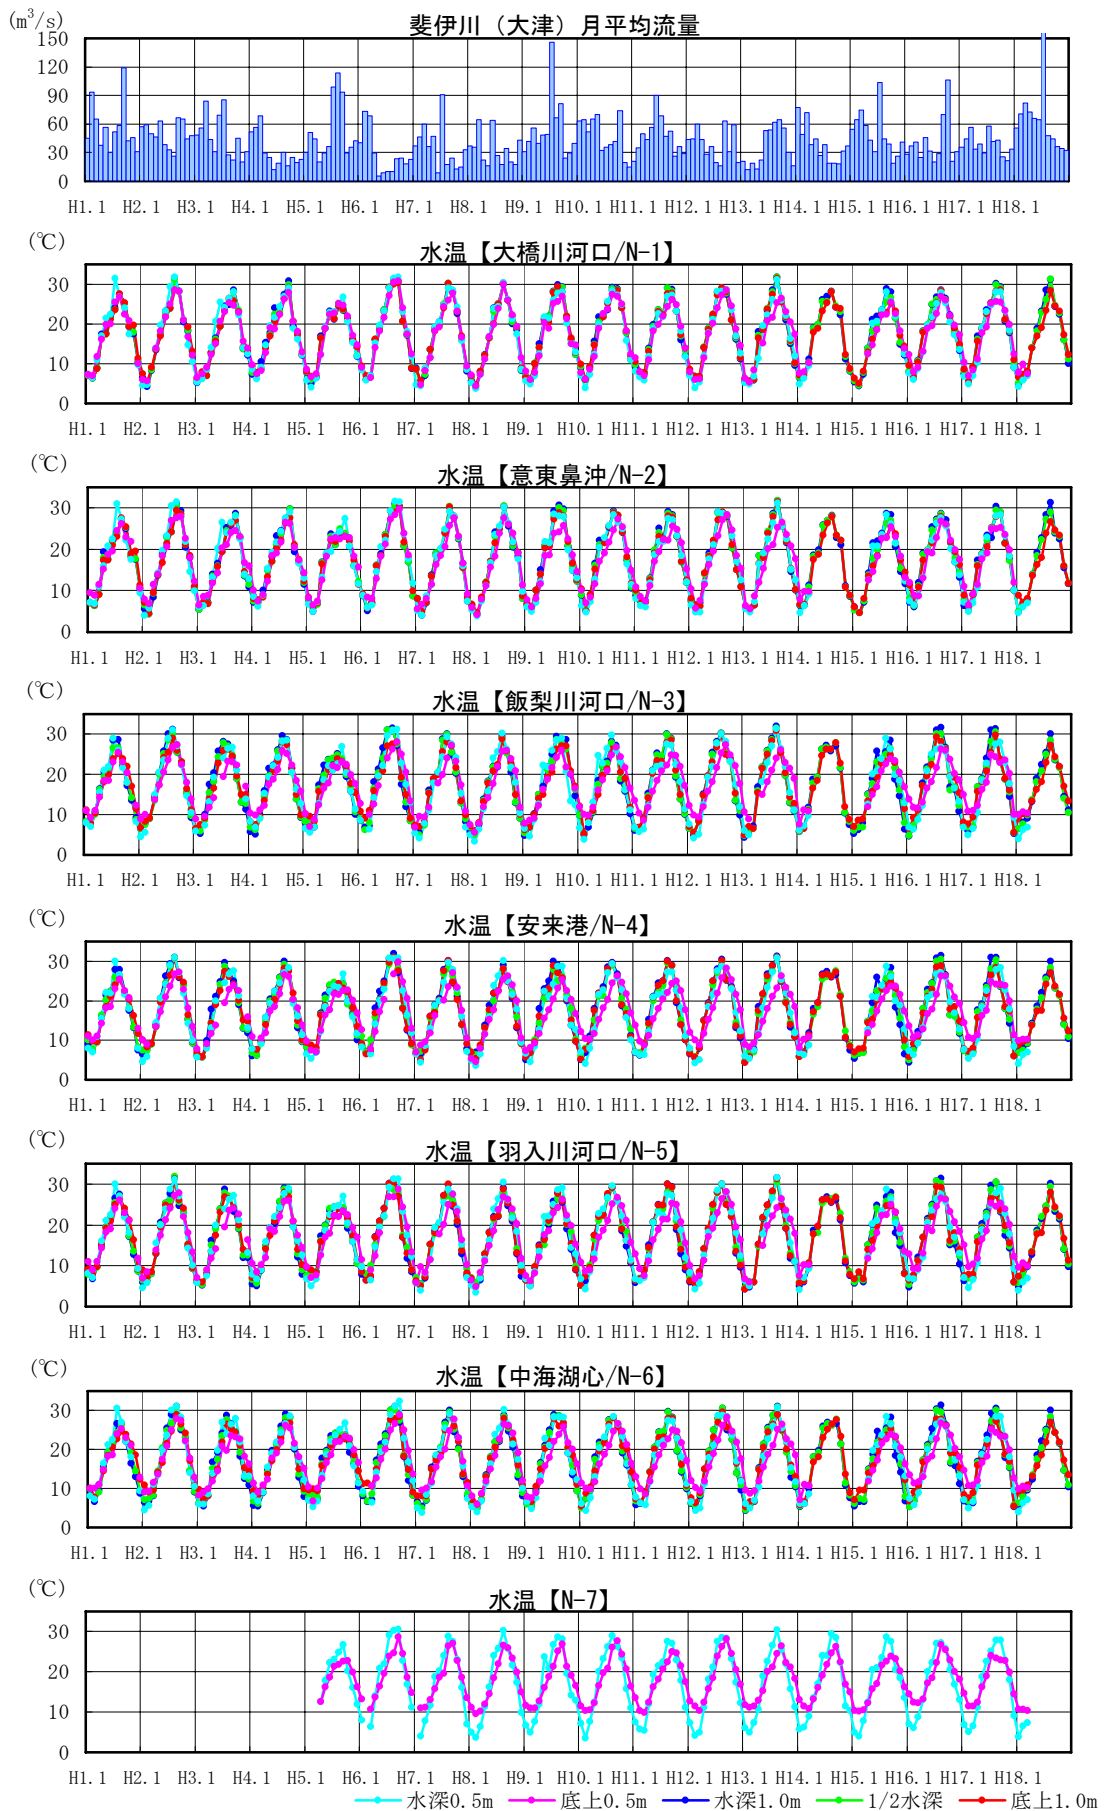 (m³/s)
斐伊川（大津）月平均流量
150
120
90
60
30
0
H1.1 H2.1 H3.1 H4.1 H5.1 H6.1 H7.1 H8.1 H9.1 H10.1 H11.1 H12.1 H13.1 H14.1 H15.1 H16.1 H17.1 H18.1
(℃)
水温【大橋川河口/N-1】
30
20
10
0
H1.1 H2.1 H3.1 H4.1 H5.1 H6.1 H7.1 H8.1 H9.1 H10.1 H11.1 H12.1 H13.1 H14.1 H15.1 H16.1 H17.1 H18.1
(℃)
水温【意東鼻沖/N-2】
30
20
10
0
H1.1 H2.1 H3.1 H4.1 H5.1 H6.1 H7.1 H8.1 H9.1 H10.1 H11.1 H12.1 H13.1 H14.1 H15.1 H16.1 H17.1 H18.1
(℃)
水温【飯梨川河口/N-3】
30
20
10
0
H1.1 H2.1 H3.1 H4.1 H5.1 H6.1 H7.1 H8.1 H9.1 H10.1 H11.1 H12.1 H13.1 H14.1 H15.1 H16.1 H17.1 H18.1
(℃)
水温【安来港/N-4】
30
20
10
0
H1.1 H2.1 H3.1 H4.1 H5.1 H6.1 H7.1 H8.1 H9.1 H10.1 H11.1 H12.1 H13.1 H14.1 H15.1 H16.1 H17.1 H18.1
(℃)
水温【羽入川河口/N-5】
30
20
10
0
H1.1 H2.1 H3.1 H4.1 H5.1 H6.1 H7.1 H8.1 H9.1 H10.1 H11.1 H12.1 H13.1 H14.1 H15.1 H16.1 H17.1 H18.1
(℃)
水温【中海湖心/N-6】
30
20
10
0
H1.1 H2.1 H3.1 H4.1 H5.1 H6.1 H7.1 H8.1 H9.1 H10.1 H11.1 H12.1 H13.1 H14.1 H15.1 H16.1 H17.1 H18.1
(℃)
水温【N-7】
30
20
10
0
H1.1 H2.1 H3.1 H4.1 H5.1 H6.1 H7.1 H8.1 H9.1 H10.1 H11.1 H12.1 H13.1 H14.1 H15.1 H16.1 H17.1 H18.1
水深0.5m 底上0.5m 水深1.0m 1/2水深 底上1.0m